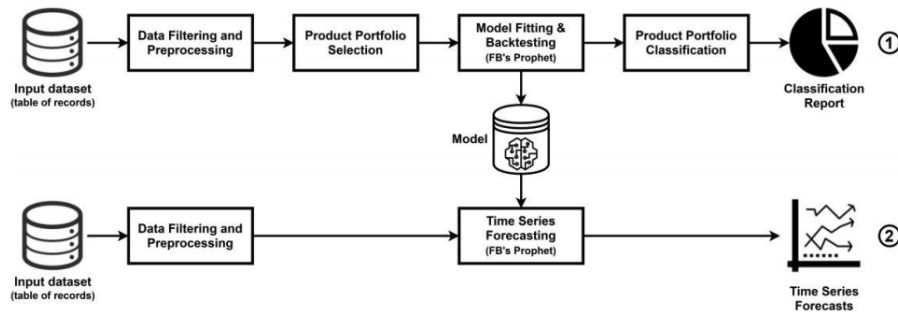 Data Filtering and
Preprocessing
Product Portfolio
Selection
Model Fitting &
Backtesting
(FB's Prophet)
Product Portfolio
Classification
1
Input dataset
(table of records)
Classification
Report
Model
Data Filtering and
Preprocessing
Time Series
Forecasting
(FB's Prophet)
2
Input dataset
(table of records)
Time Series
Forecasts